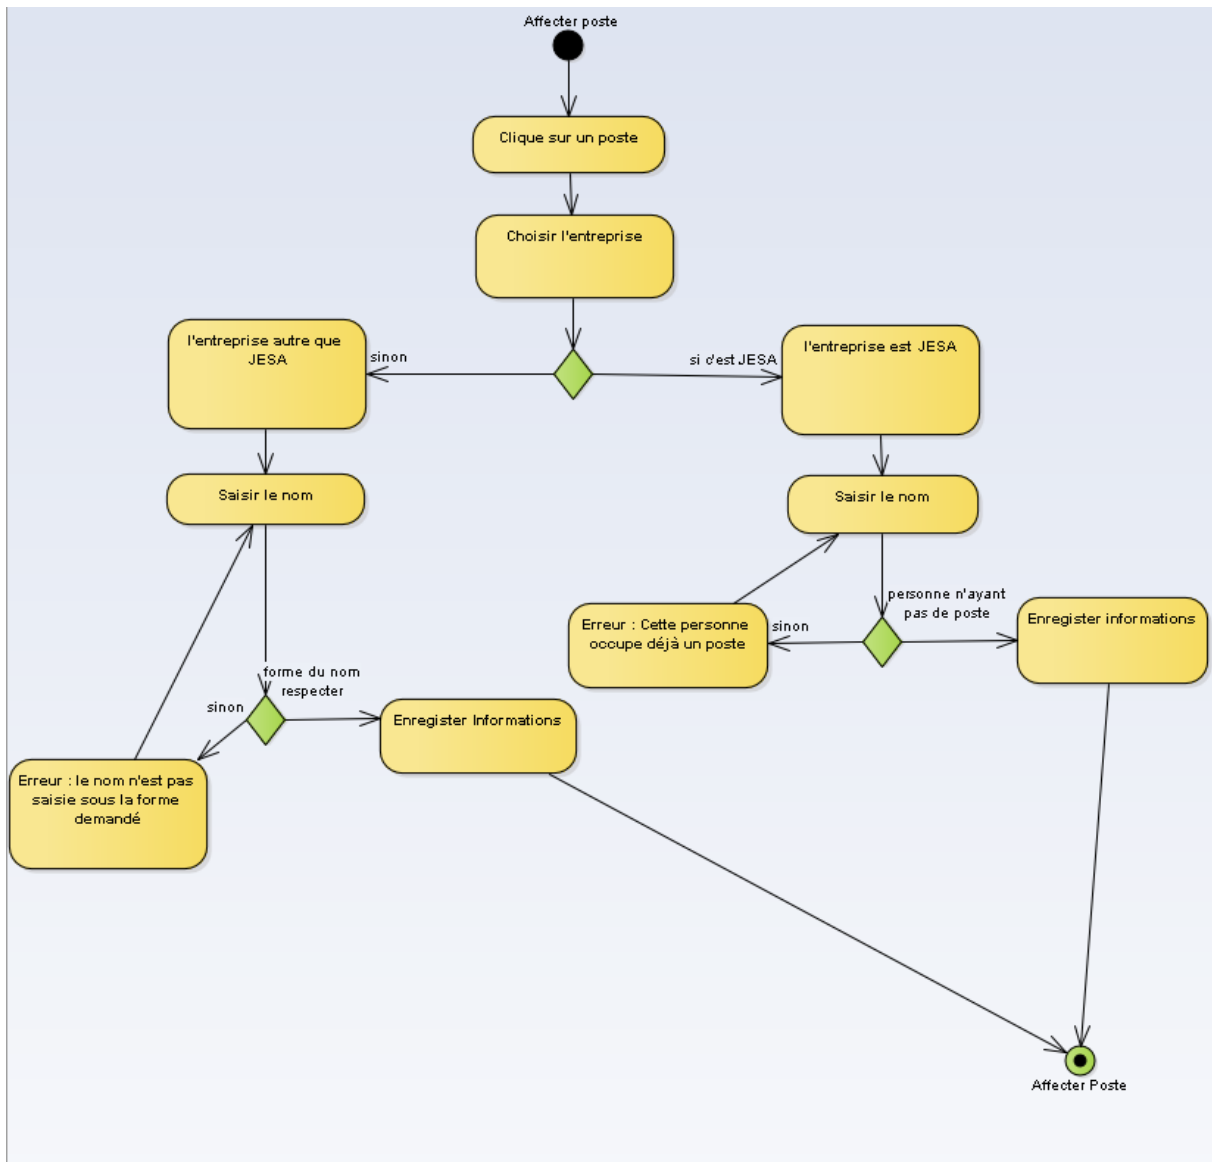 Affecter poste
Clique sur un poste
Choisir l'entreprise
l'entreprise autre que
JESA
sinon
si c'est JESA
l'entreprise est JESA
Saisir le nom
Saisir le nom
personne n'ayant
pas de poste
Erreur : Cette personne
occupe déjà un poste
sinon
Enregister informations
forme du nom
respecter
sinon
Enregister Informations
Erreur : le nom n'est pas
saisie sous la forme
demandé
Affecter Poste